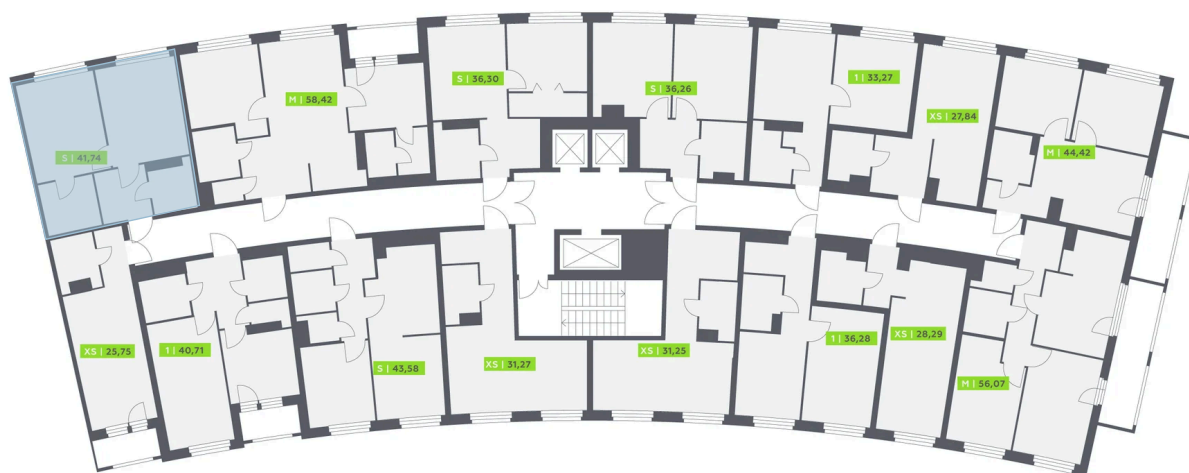 S | 41,74
M | 58,42
S | 36,30
S | 36,26
1 | 33,27
XS | 27,84
M | 44,42
XS | 25,75
1 | 40,71
S | 43,58
XS | 31,27
XS | 31,25
1 | 36,28
XS | 28,29
M | 56,07